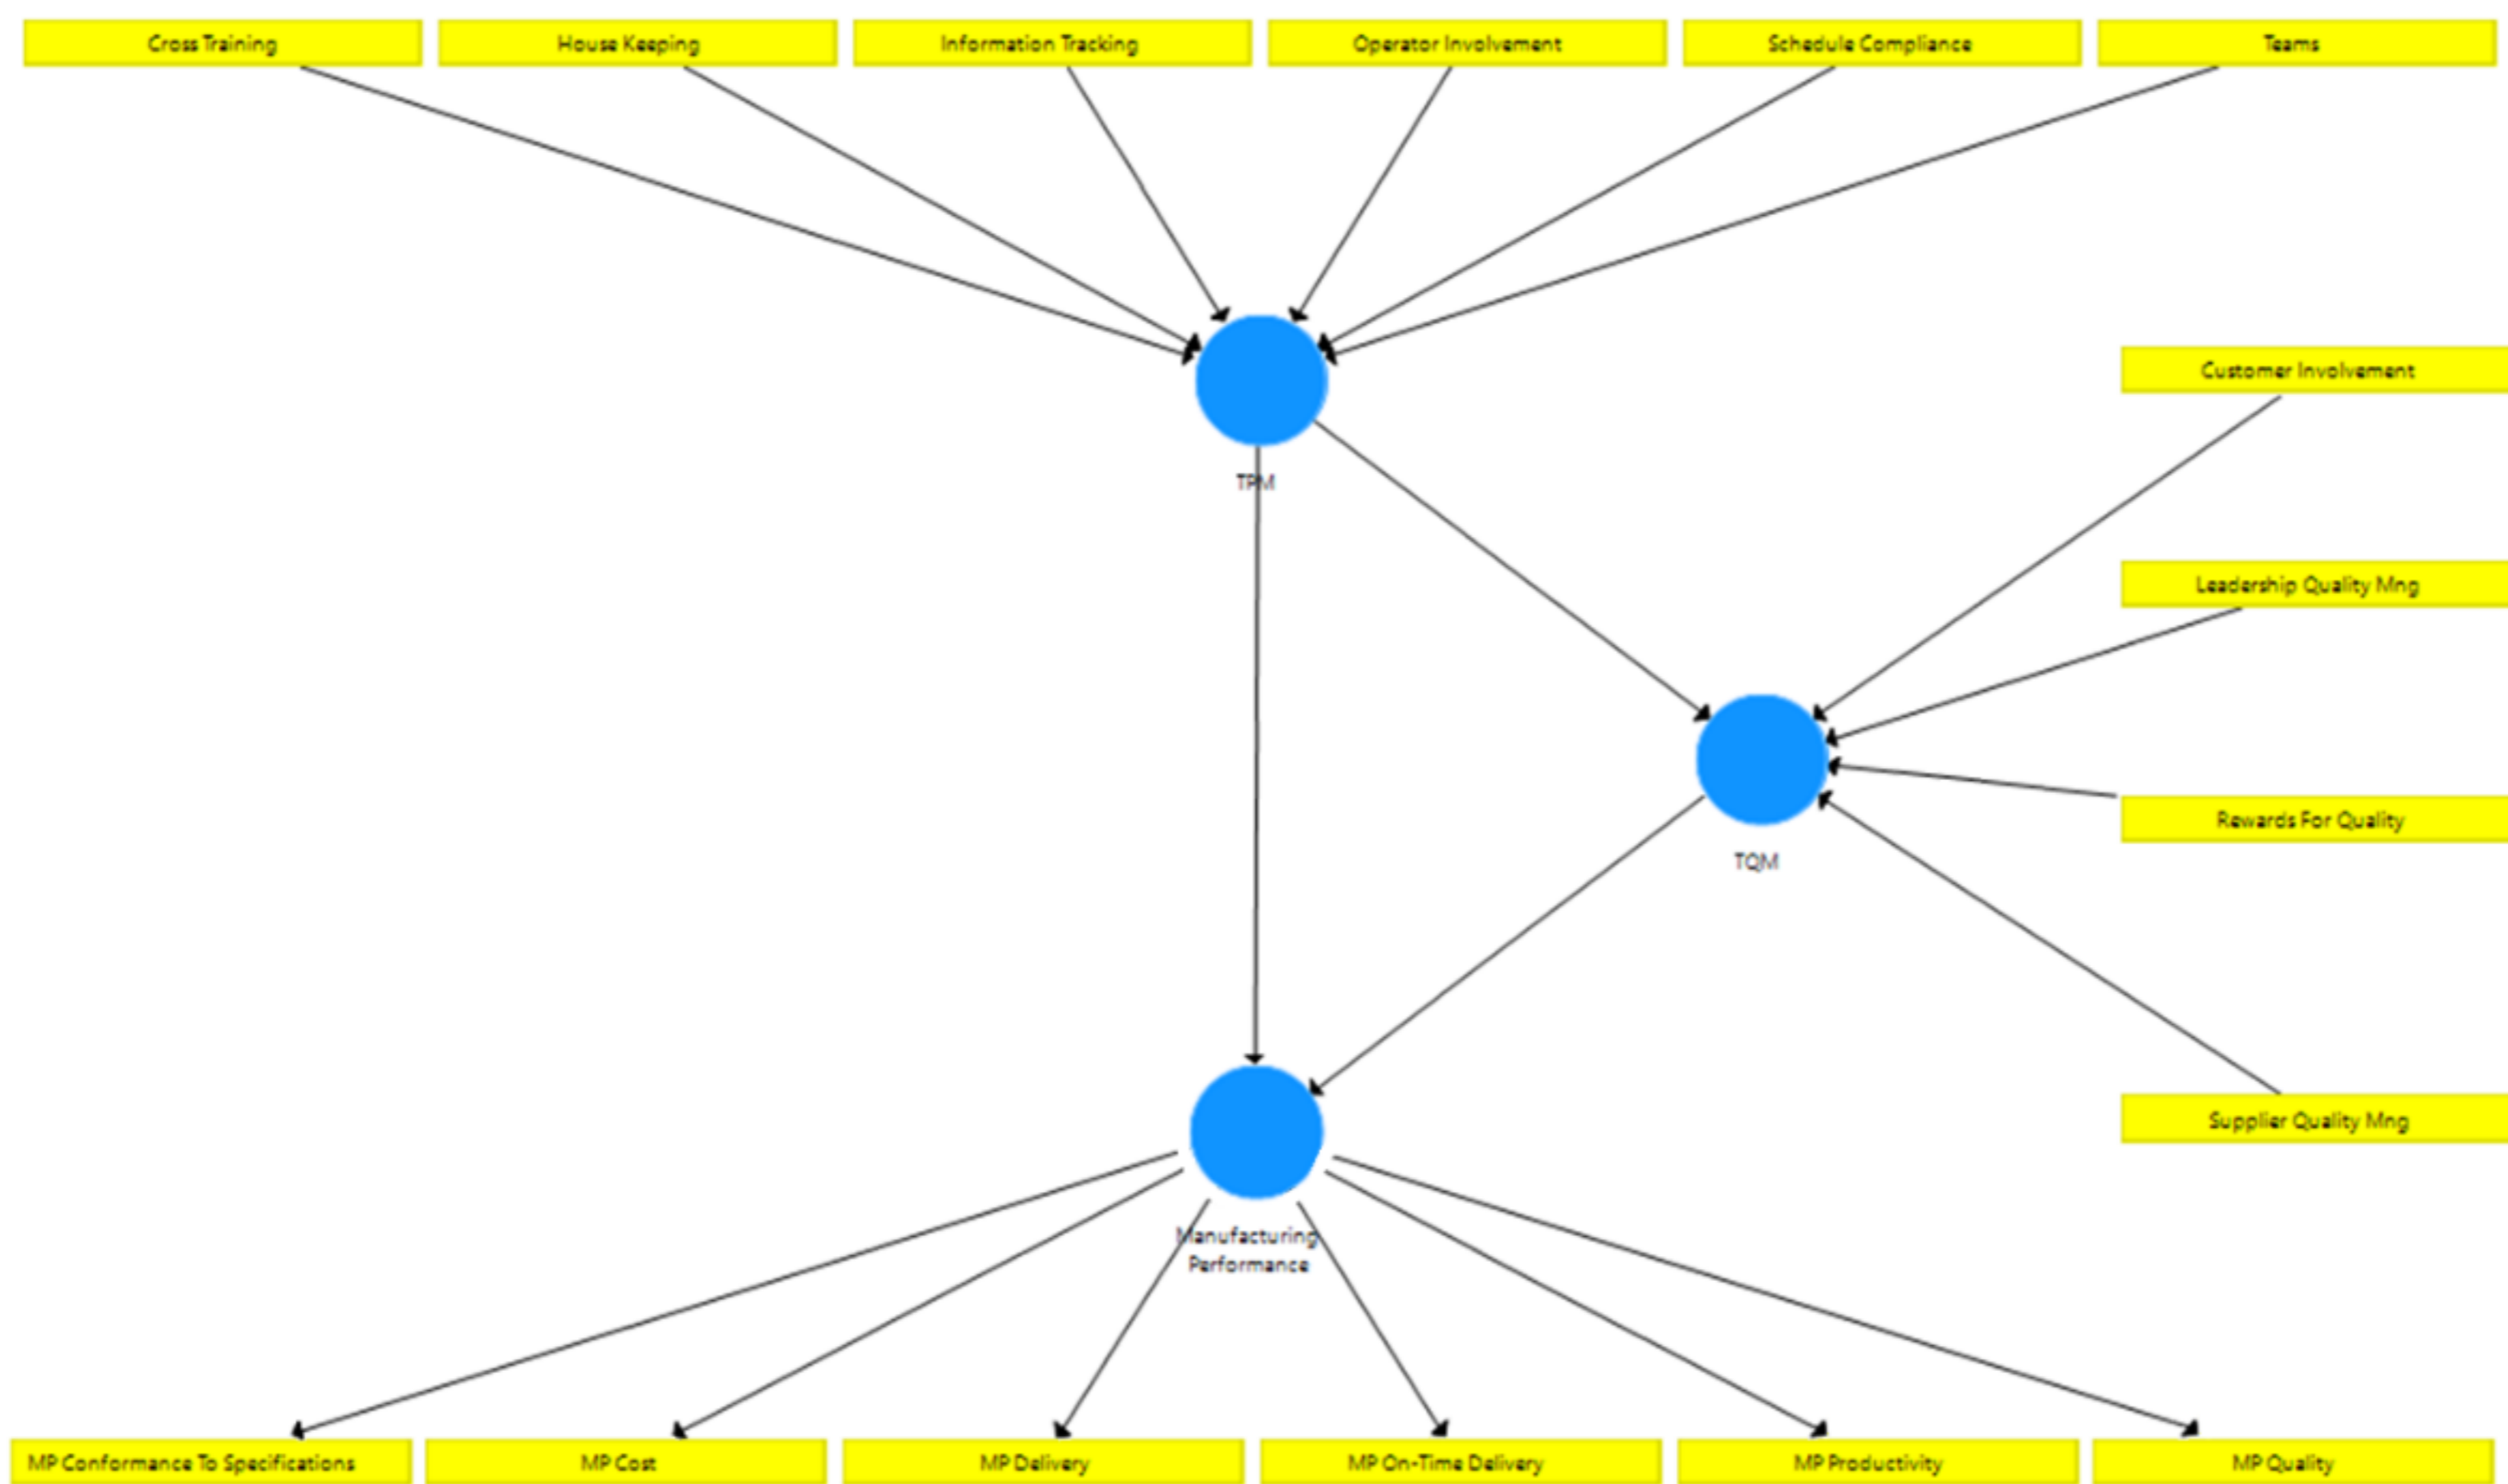 Cross Training
House Keeping
Information Tracking
Operator Involvement
Schedule Compliance
Teams
Customer Involvement
TPM
Leadership Quality Mng
Rewards For Quality
TQM
Supplier Quality Mng
Manufacturing
Performance
MP Conformance To Specifications
MP Cost
MP Delivery
MP On-Time Delivery
MP Productivity
MP Quality